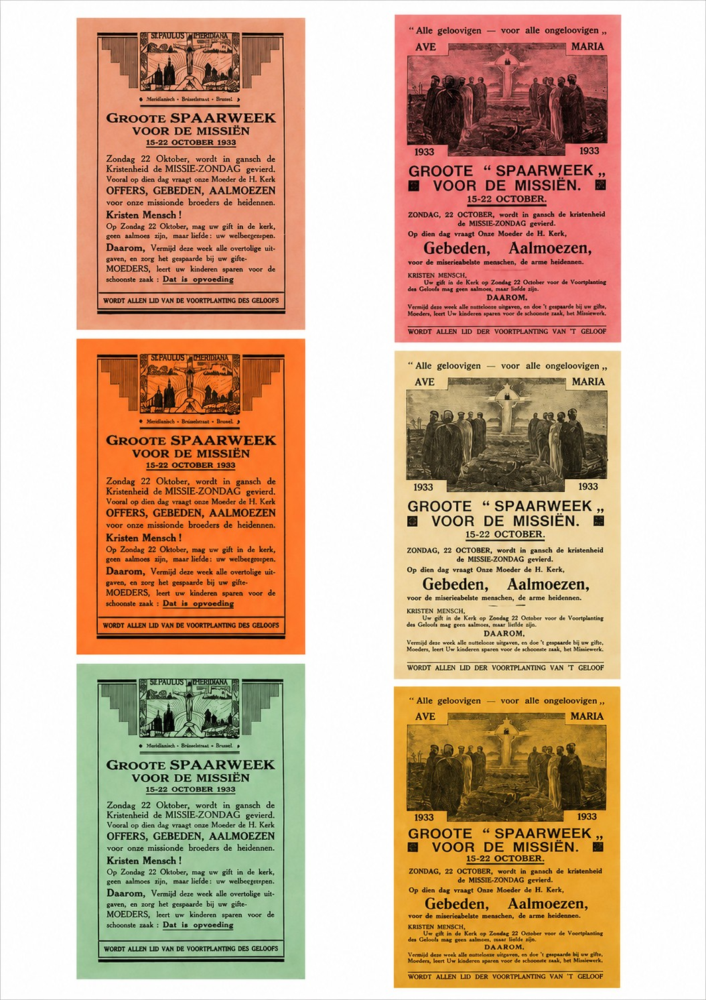 ST. PAULUS MERIDIANA
Meridianisch - Brüsselstraat - Brussel
GROOTE SPAARWEEK
VOOR DE MISSIËN
15-22 OCTOBER 1933
Zondag 22 Oktober, wordt in gansch de
Kristenheid de MISSIE-ZONDAG gevierd.
Vooral op dien dag vraagt onze Moeder de H. Kerk
OFFERS, GEBEDEN, AALMOEZEN
voor onze missionde broeders de heidennen.
Kristen Mensch !
Op Zondag 22 Oktober, mag uw gift in de kerk,
geen aalmoes zijn, maar liefde : uw
Daarom, Vermijd deze week alle overtolige uit-
gaven, en zorg het gespaarde bij uw gifte-
MOEDERS, leert uw kinderen sparen voor de
schoonste zaak : Dat is opvoeding
WORDT ALLEN LID VAN DE VOORTPLANTING DES GELOOFS
ST. PAULUS MERIDIANA
Meridianisch - Brüsselstraat - Brussel
GROOTE SPAARWEEK
VOOR DE MISSIËN
15-22 OCTOBER 1933
Zondag 22 Oktober, wordt in gansch de
Kristenheid de MISSIE-ZONDAG gevierd.
Vooral op dien dag vraagt onze Moeder de H. Kerk
OFFERS, GEBEDEN, AALMOEZEN
voor onze missionde broeders de heidennen.
Kristen Mensch !
Op Zondag 22 Oktober, mag uw gift in de kerk,
geen aalmoes zijn, maar liefde : uw
Daarom, Vermijd deze week alle overtolige uit-
gaven, en zorg het gespaarde bij uw gifte-
MOEDERS, leert uw kinderen sparen voor de
schoonste zaak : Dat is opvoeding
WORDT ALLEN LID VAN DE VOORTPLANTING DES GELOOFS
ST. PAULUS MERIDIANA
Meridianisch - Brüsselstraat - Brussel
GROOTE SPAARWEEK
VOOR DE MISSIËN
15-22 OCTOBER 1933
Zondag 22 Oktober, wordt in gansch de
Kristenheid de MISSIE-ZONDAG gevierd.
Vooral op dien dag vraagt onze Moeder de H. Kerk
OFFERS, GEBEDEN, AALMOEZEN
voor onze missionde broeders de heidennen.
Kristen Mensch !
Op Zondag 22 Oktober, mag uw gift in de kerk,
geen aalmoes zijn, maar liefde : uw
Daarom, Vermijd deze week alle overtolige uit-
gaven, en zorg het gespaarde bij uw gifte-
MOEDERS, leert uw kinderen sparen voor de
schoonste zaak : Dat is opvoeding
WORDT ALLEN LID VAN DE VOORTPLANTING DES GELOOFS
“ Alle geloovigen — voor alle ongeloovigen „
AVE MARIA
1933 1933
GROOTE “ SPAARWEEK „
VOOR DE MISSIËN.
15-22 OCTOBER.
ZONDAG, 22 OCTOBER, wordt in gansch de kristenheid
de MISSIE-ZONDAG gevierd.
Op dien dag vraagt Onze Moeder de H. Kerk,
Gebeden, Aalmoezen,
voor de miserieabelste menschen, de arme heidennen.
KRISTEN MENSCH,
Uw gift in de Kerk op Zondag 22 October voor de Voortplanting
des Geloofs mag geen aalmoes, maar liefde zijn.
DAAROM.
Vermijd deze week alle nuttelooze uitgaven, en doe 't gespaarde bij uw gifte,
Moeders, leert Uw kinderen sparen voor de schoonste zaak, het Missiewerk.
WORDT ALLEN LID DER VOORTPLANTING VAN 'T GELOOF
“ Alle geloovigen — voor alle ongeloovigen „
AVE MARIA
1933 1933
GROOTE “ SPAARWEEK „
VOOR DE MISSIËN.
15-22 OCTOBER.
ZONDAG, 22 OCTOBER, wordt in gansch de kristenheid
de MISSIE-ZONDAG gevierd.
Op dien dag vraagt Onze Moeder de H. Kerk,
Gebeden, Aalmoezen,
voor de miserieabelste menschen, de arme heidennen.
KRISTEN MENSCH,
Uw gift in de Kerk op Zondag 22 October voor de Voortplanting
des Geloofs mag geen aalmoes, maar liefde zijn.
DAAROM.
Vermijd deze week alle nuttelooze uitgaven, en doe 't gespaarde bij uw gifte,
Moeders, leert Uw kinderen sparen voor de schoonste zaak, het Missiewerk.
WORDT ALLEN LID DER VOORTPLANTING VAN 'T GELOOF
“ Alle geloovigen — voor alle ongeloovigen „
AVE MARIA
1933 1933
GROOTE “ SPAARWEEK „
VOOR DE MISSIËN.
15-22 OCTOBER.
ZONDAG, 22 OCTOBER, wordt in gansch de kristenheid
de MISSIE-ZONDAG gevierd.
Op dien dag vraagt Onze Moeder de H. Kerk,
Gebeden, Aalmoezen,
voor de miserieabelste menschen, de arme heidennen.
KRISTEN MENSCH,
Uw gift in de Kerk op Zondag 22 October voor de Voortplanting
des Geloofs mag geen aalmoes, maar liefde zijn.
DAAROM.
Vermijd deze week alle nuttelooze uitgaven, en doe 't gespaarde bij uw gifte,
Moeders, leert Uw kinderen sparen voor de schoonste zaak, het Missiewerk.
WORDT ALLEN LID DER VOORTPLANTING VAN 'T GELOOF